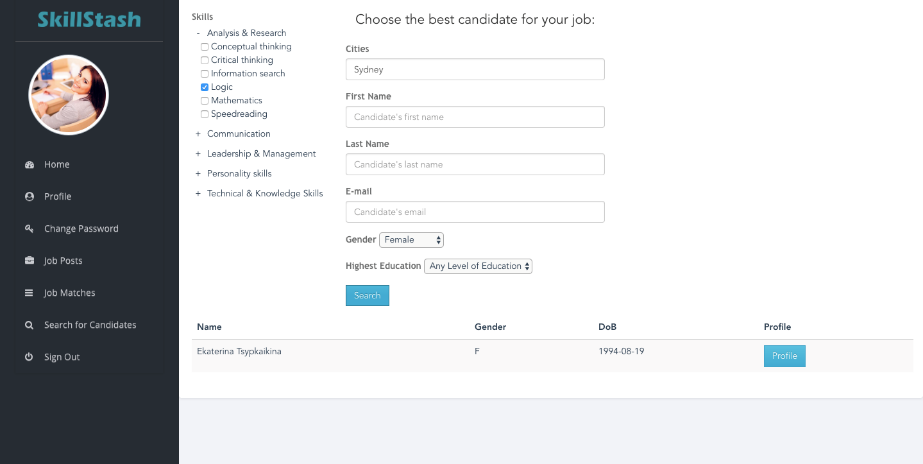 SkillStash
Home
Profile
Change Password
Job Posts
Job Matches
Search for Candidates
Sign Out
Skills
- Analysis & Research
Conceptual thinking
Critical thinking
Information search
Logic
Mathematics
Speedreading
+ Communication
+ Leadership & Management
+ Personality skills
+ Technical & Knowledge Skills
Choose the best candidate for your job:
Cities
Sydney
First Name
Candidate's first name
Last Name
Candidate's last name
E-mail
Candidate's email
Gender Female
Highest Education Any Level of Education
Search
Name Gender DoB Profile
Ekaterina Tsypkaikina F 1994-08-19 Profile